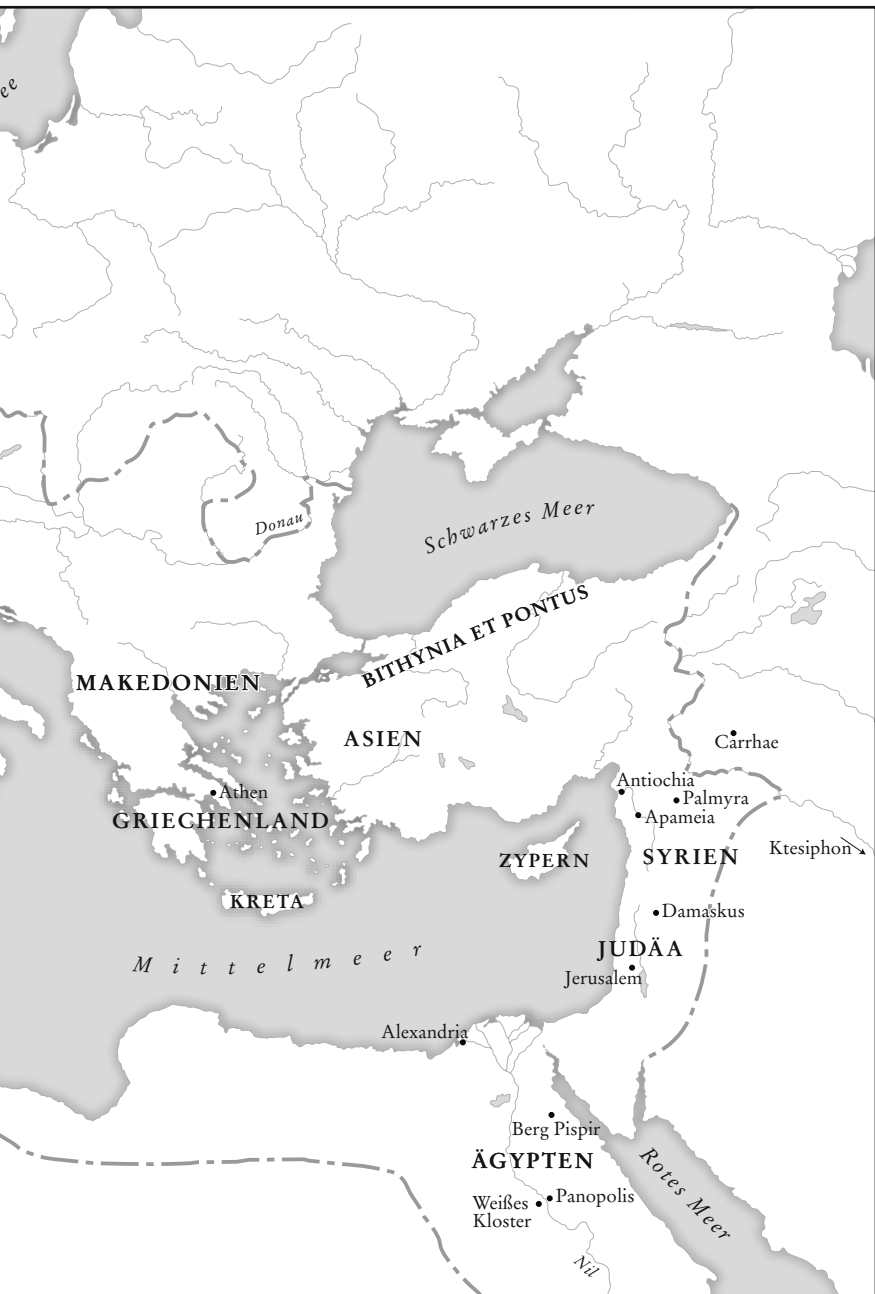 ee
Donau
Schwarzes Meer
BITHYNIA ET PONTUS
MAKEDONIEN
ASIEN
Carrhae
Antiochia
Athen
Palmyra
Apameia
GRIECHENLAND
Ktesiphon
ZYPERN
SYRIEN
KRETA
Damaskus
JUDÄA
Mittelmeer
Jerusalem
Alexandria
Berg Pispir
ÄGYPTEN
Rotes Meer
Panopolis
Weißes
Kloster
Nil